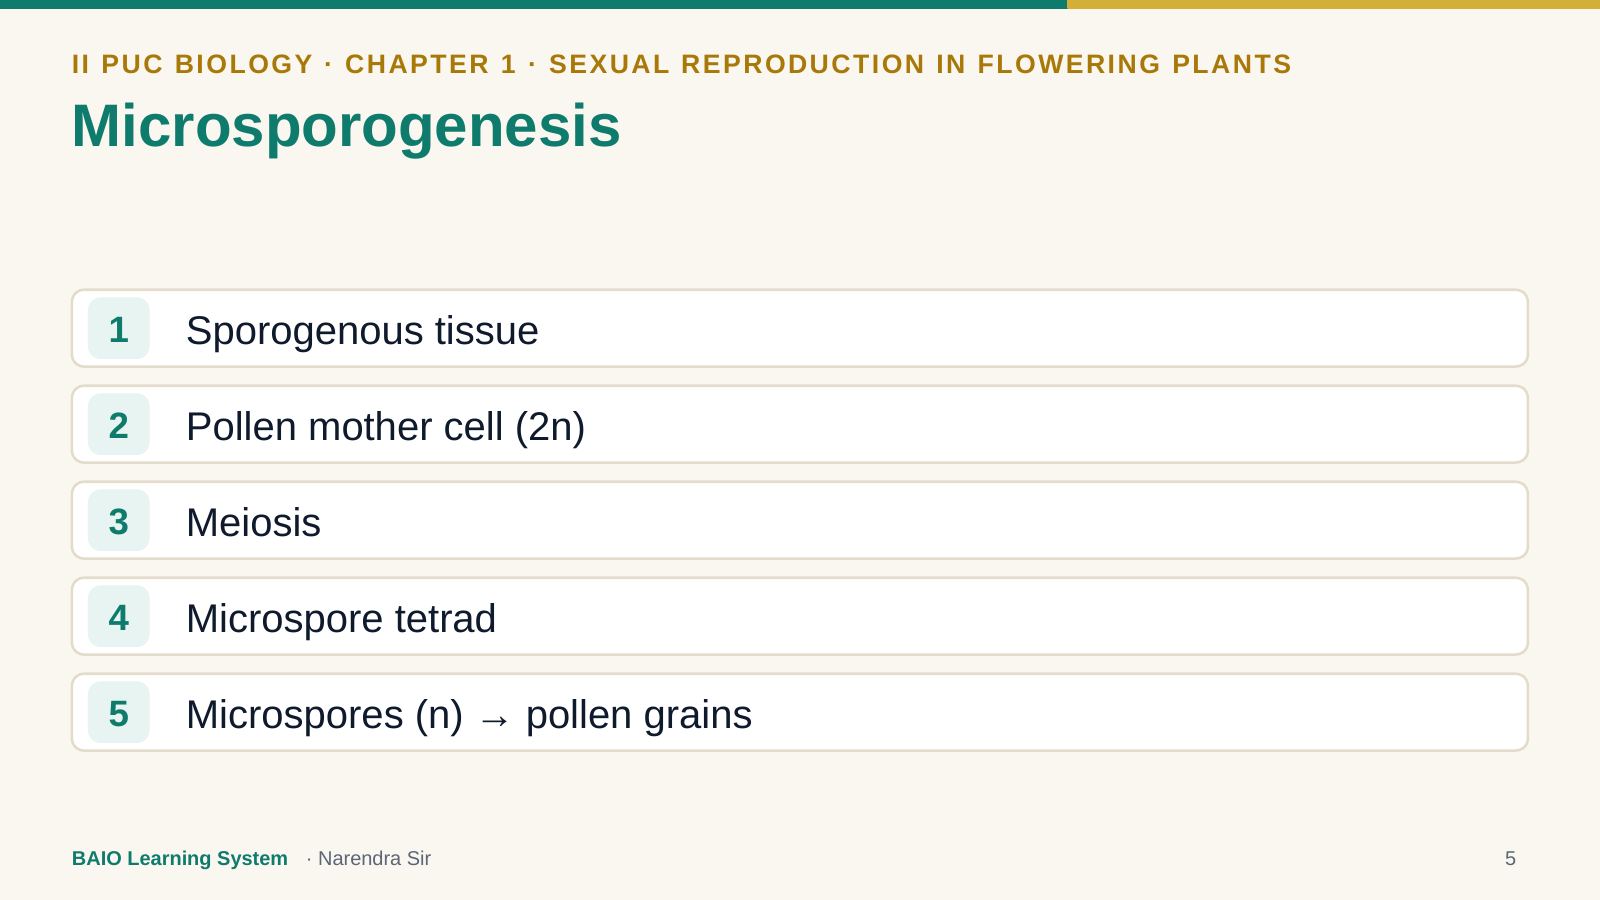 II PUC BIOLOGY · CHAPTER 1 · SEXUAL REPRODUCTION IN FLOWERING PLANTS
Microsporogenesis
1 Sporogenous tissue
2 Pollen mother cell (2n)
3 Meiosis
4 Microspore tetrad
5 Microspores (n) → pollen grains
BAIO Learning System · Narendra Sir 5